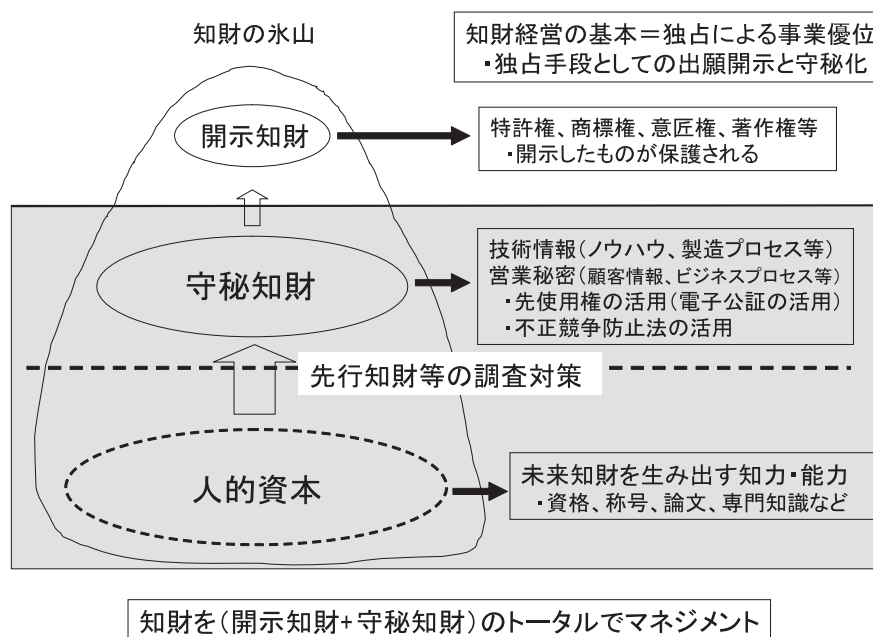 知財の氷山
知財経営の基本＝独占による事業優位
・独占手段としての出願開示と守秘化
開示知財
特許権、商標権、意匠権、著作権等
・開示したものが保護される
守秘知財
技術情報（ノウハウ、製造プロセス等）
営業秘密（顧客情報、ビジネスプロセス等）
・先使用権の活用（電子公証の活用）
・不正競争防止法の活用
先行知財等の調査対策
人的資本
未来知財を生み出す知力・能力
・資格、称号、論文、専門知識など
知財を（開示知財＋守秘知財）のトータルでマネジメント